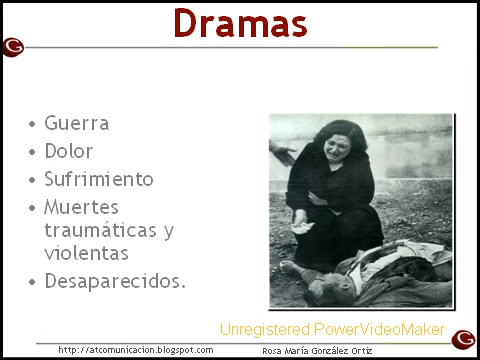 Dramas
• Guerra
• Dolor
• Sufrimiento
• Muertes
traumáticas y
violentas
• Desaparecidos.
Unregistered PowerVideoMaker
http://atcomunicacion.blogspot.com
Rosa María González Ortiz
G
G